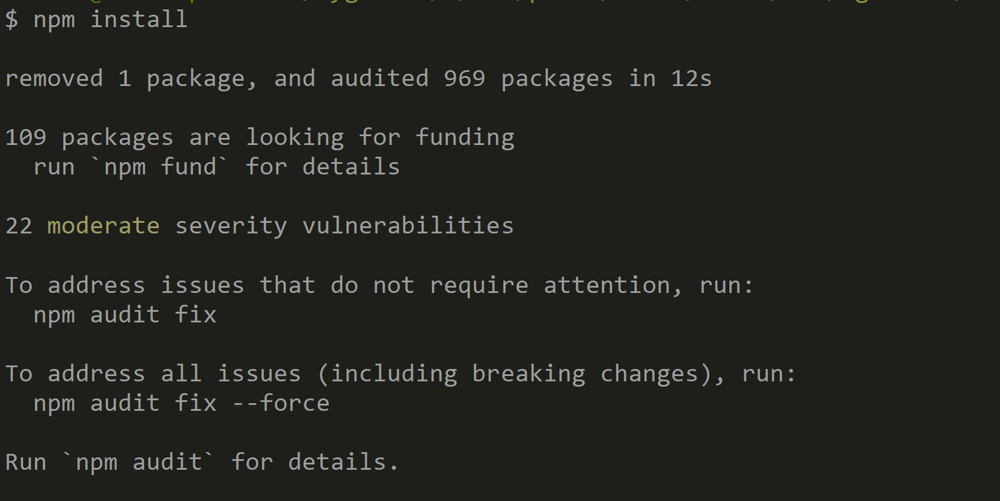 $ npm install
removed 1 package, and audited 969 packages in 12s
109 packages are looking for funding
run `npm fund` for details
22 moderate severity vulnerabilities
To address issues that do not require attention, run:
npm audit fix
To address all issues (including breaking changes), run:
npm audit fix --force
Run `npm audit` for details.